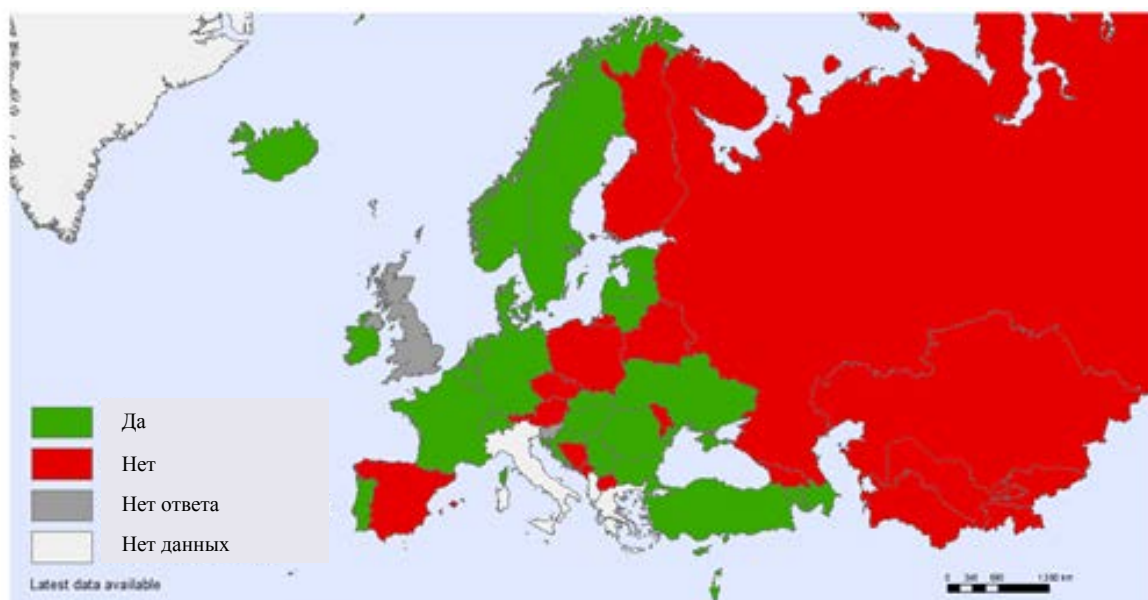 Да
Нет
Нет ответа
Нет данных
Latest data available